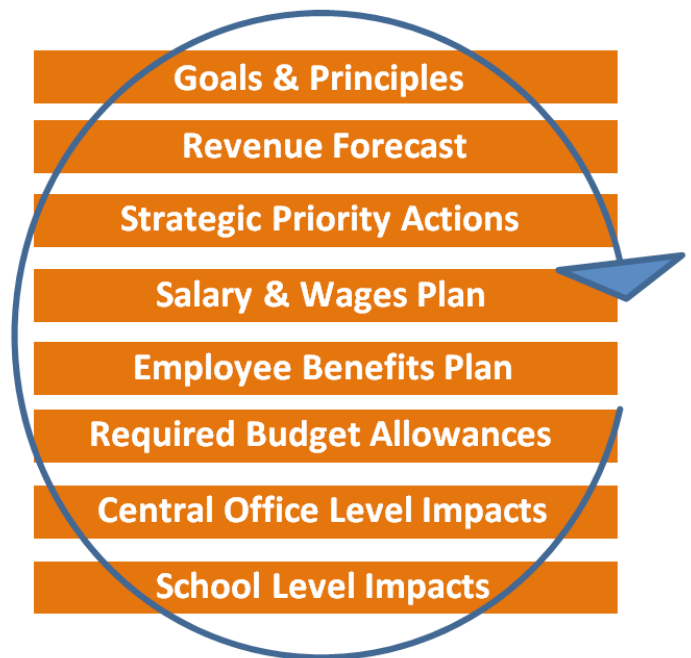 Goals & Principles
Revenue Forecast
Strategic Priority Actions
Salary & Wages Plan
Employee Benefits Plan
Required Budget Allowances
Central Office Level Impacts
School Level Impacts